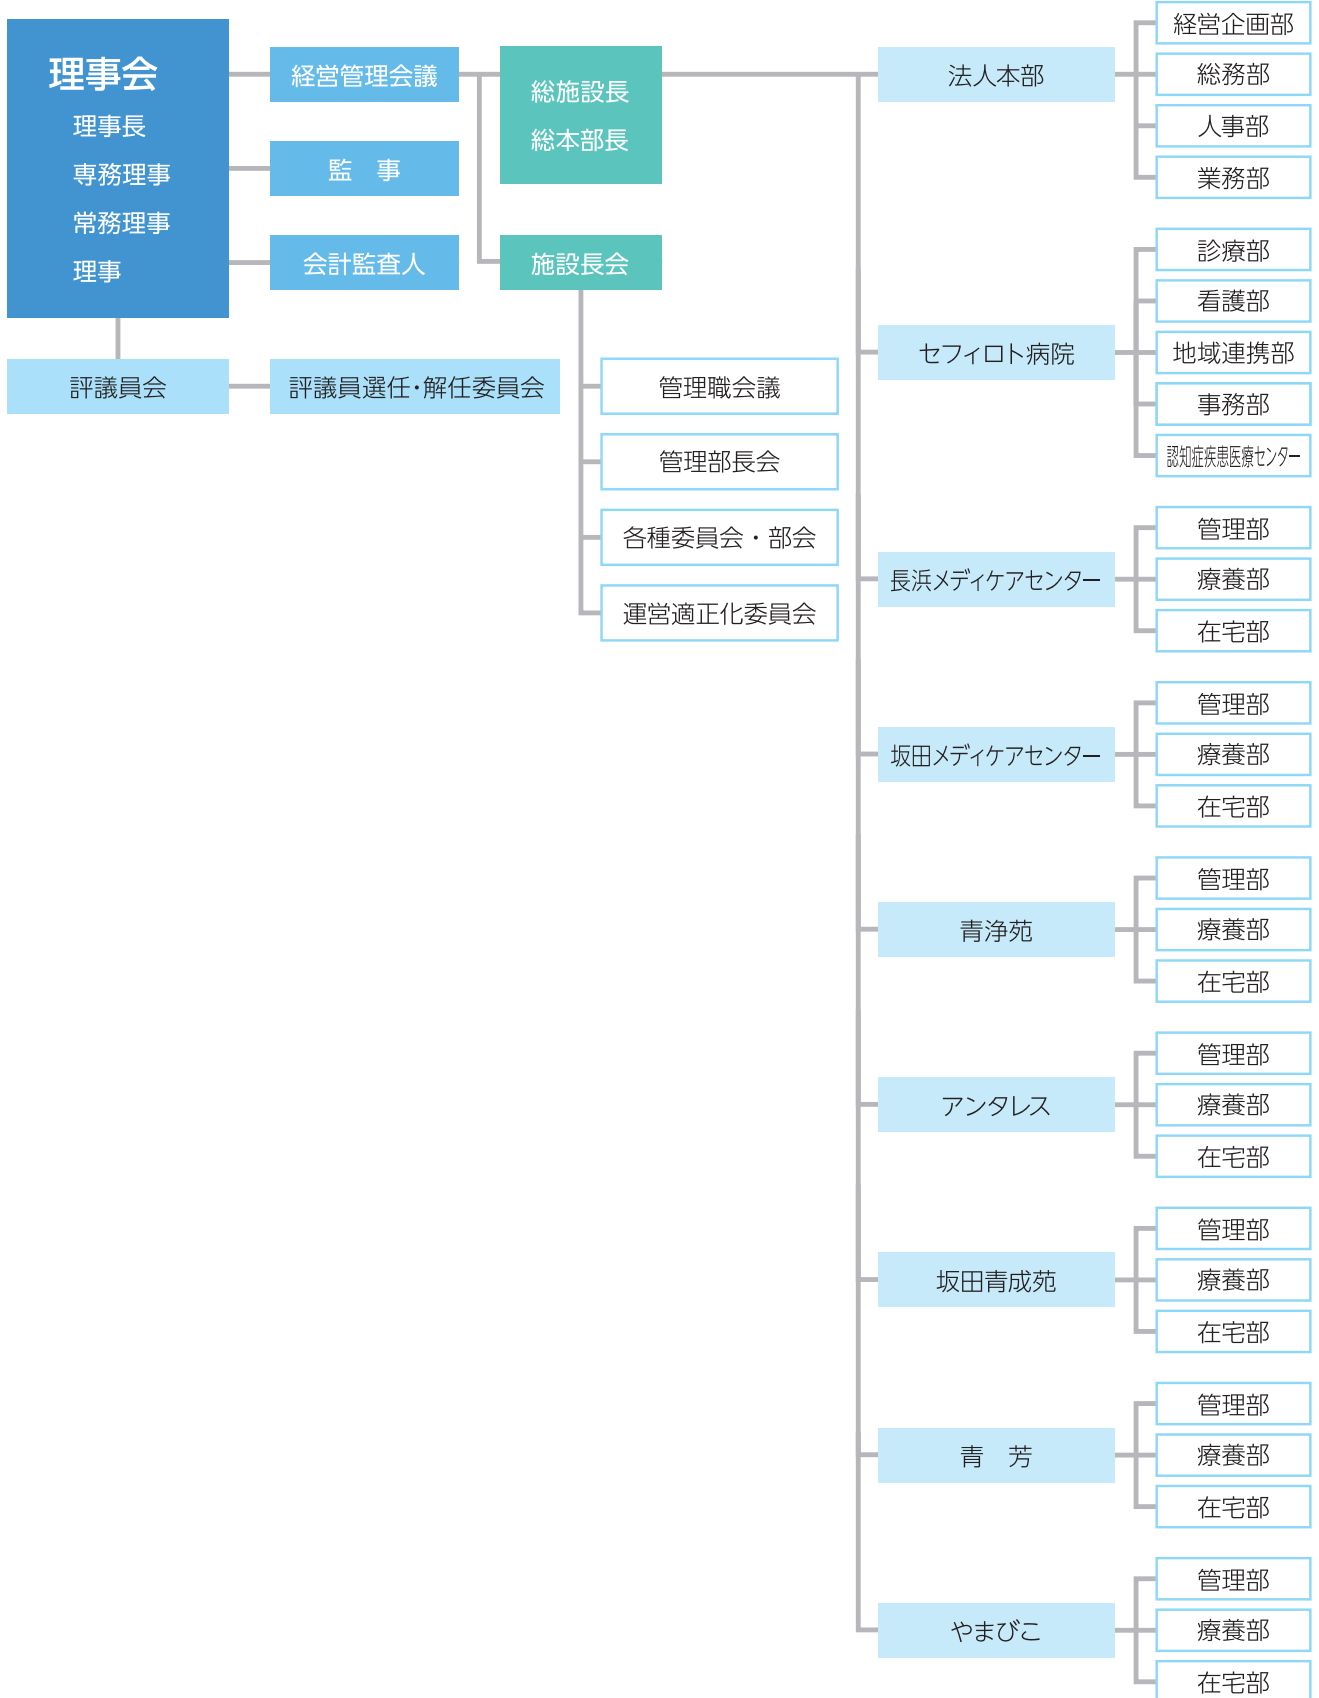 理事会
理事長
専務理事
常務理事
理事
経営管理会議
監　事
会計監査人
評議員会
評議員選任・解任委員会
総施設長
総本部長
施設長会
管理職会議
管理部長会
各種委員会・部会
運営適正化委員会
法人本部
経営企画部
総務部
人事部
業務部
セフィロト病院
診療部
看護部
地域連携部
事務部
認知症疾患医療センター
長浜メディケアセンター
管理部
療養部
在宅部
坂田メディケアセンター
管理部
療養部
在宅部
青浄苑
管理部
療養部
在宅部
アンタレス
管理部
療養部
在宅部
坂田青成苑
管理部
療養部
在宅部
青　芳
管理部
療養部
在宅部
やまびこ
管理部
療養部
在宅部